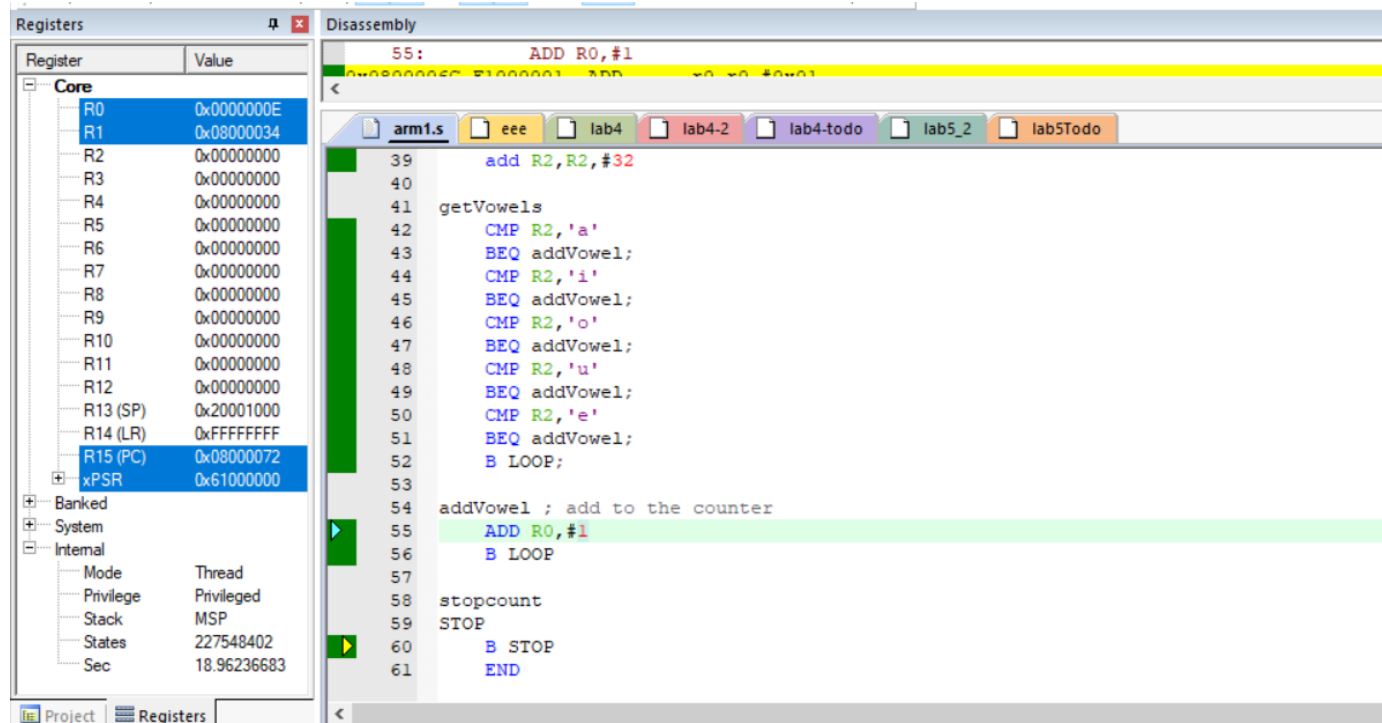 Registers
Register Value
Core
R0 0x0000000E
R1 0x08000034
R2 0x00000000
R3 0x00000000
R4 0x00000000
R5 0x00000000
R6 0x00000000
R7 0x00000000
R8 0x00000000
R9 0x00000000
R10 0x00000000
R11 0x00000000
R12 0x00000000
R13 (SP) 0x20001000
R14 (LR) 0xFFFFFFFF
R15 (PC) 0x08000072
xPSR 0x61000000
Banked
System
Internal
Mode Thread
Privilege Privileged
Stack MSP
States 227548402
Sec 18.96236683
Project Registers
Disassembly
55: ADD R0,#1
arm1.s eee lab4 lab4-2 lab4-todo lab5_2 lab5Todo
39 add R2,R2,#32
40
41 getVowels
42 CMP R2,'a'
43 BEQ addVowel;
44 CMP R2,'i'
45 BEQ addVowel;
46 CMP R2,'o'
47 BEQ addVowel;
48 CMP R2,'u'
49 BEQ addVowel;
50 CMP R2,'e'
51 BEQ addVowel;
52 B LOOP;
53
54 addVowel ; add to the counter
55 ADD R0,#1
56 B LOOP
57
58 stopcount
59 STOP
60 B STOP
61 END